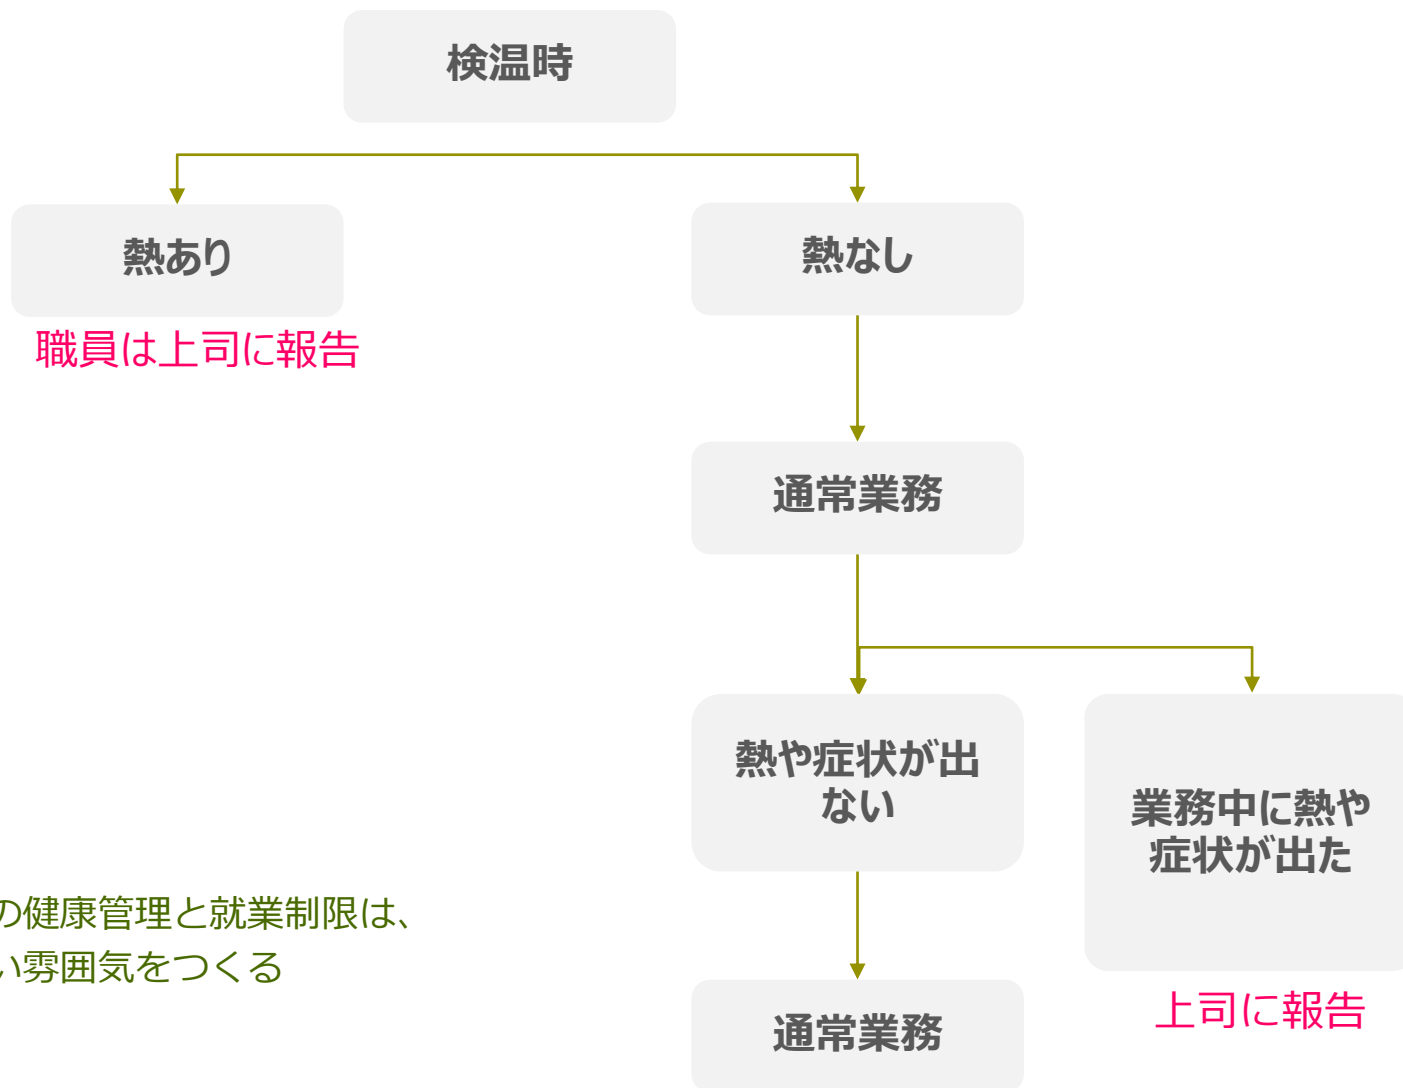 検温時
熱あり
熱なし
職員は上司に報告
通常業務
熱や症状が出
ない
業務中に熱や
症状が出た
の健康管理と就業制限は、
い雰囲気をつくる
通常業務
上司に報告